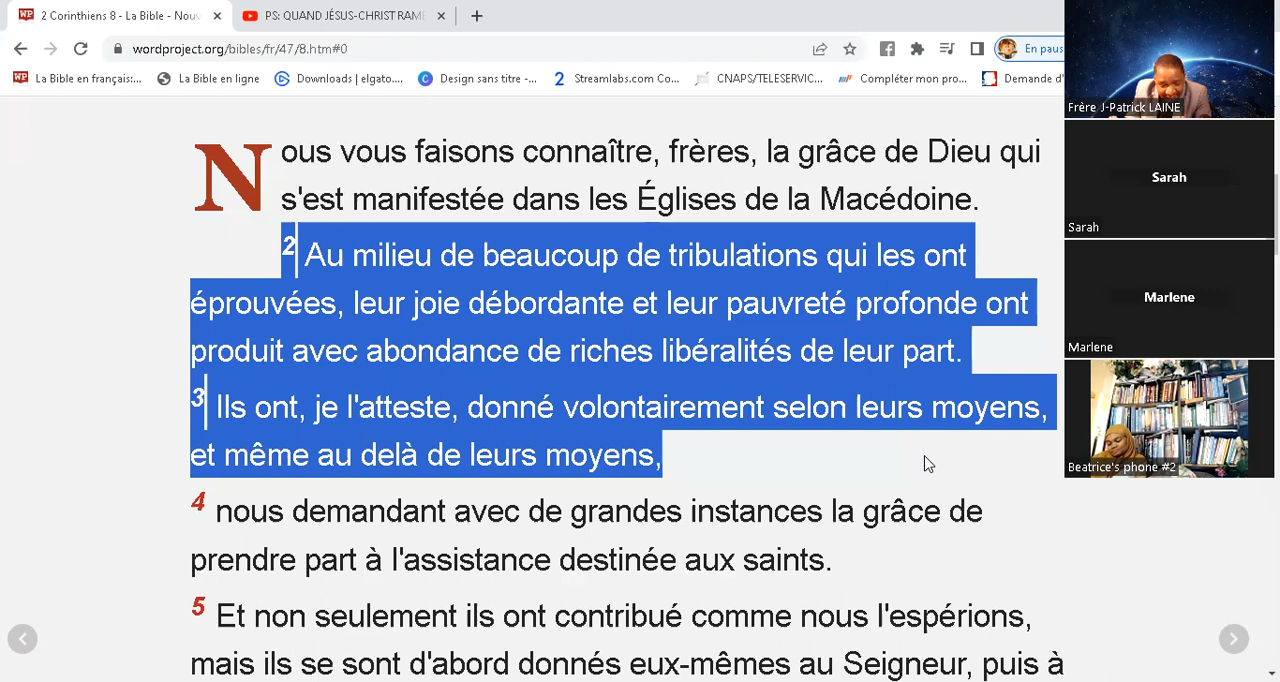 2 Corinthiens 8 - La Bible - Nouv
PS: QUAND JÉSUS-CHRIST RAME
wordproject.org/bibles/fr/47/8.htm#0
En paus
La Bible en français:...
La Bible en ligne
Downloads | elgato....
Design sans titre -...
Streamlabs.com Co...
CNAPS/TELESERVIC...
Compléter mon pro...
Demande d'
Nous vous faisons connaître, frères, la grâce de Dieu qui
s'est manifestée dans les Églises de la Macédoine.
2 Au milieu de beaucoup de tribulations qui les ont
éprouvées, leur joie débordante et leur pauvreté profonde ont
produit avec abondance de riches libéralités de leur part.
3 Ils ont, je l'atteste, donné volontairement selon leurs moyens,
et même au delà de leurs moyens,
4 nous demandant avec de grandes instances la grâce de
prendre part à l'assistance destinée aux saints.
5 Et non seulement ils ont contribué comme nous l'espérions,
mais ils se sont d'abord donnés eux-mêmes au Seigneur, puis à
Frère J-Patrick LAINE
Sarah
Sarah
Marlene
Marlene
Beatrice's phone #2